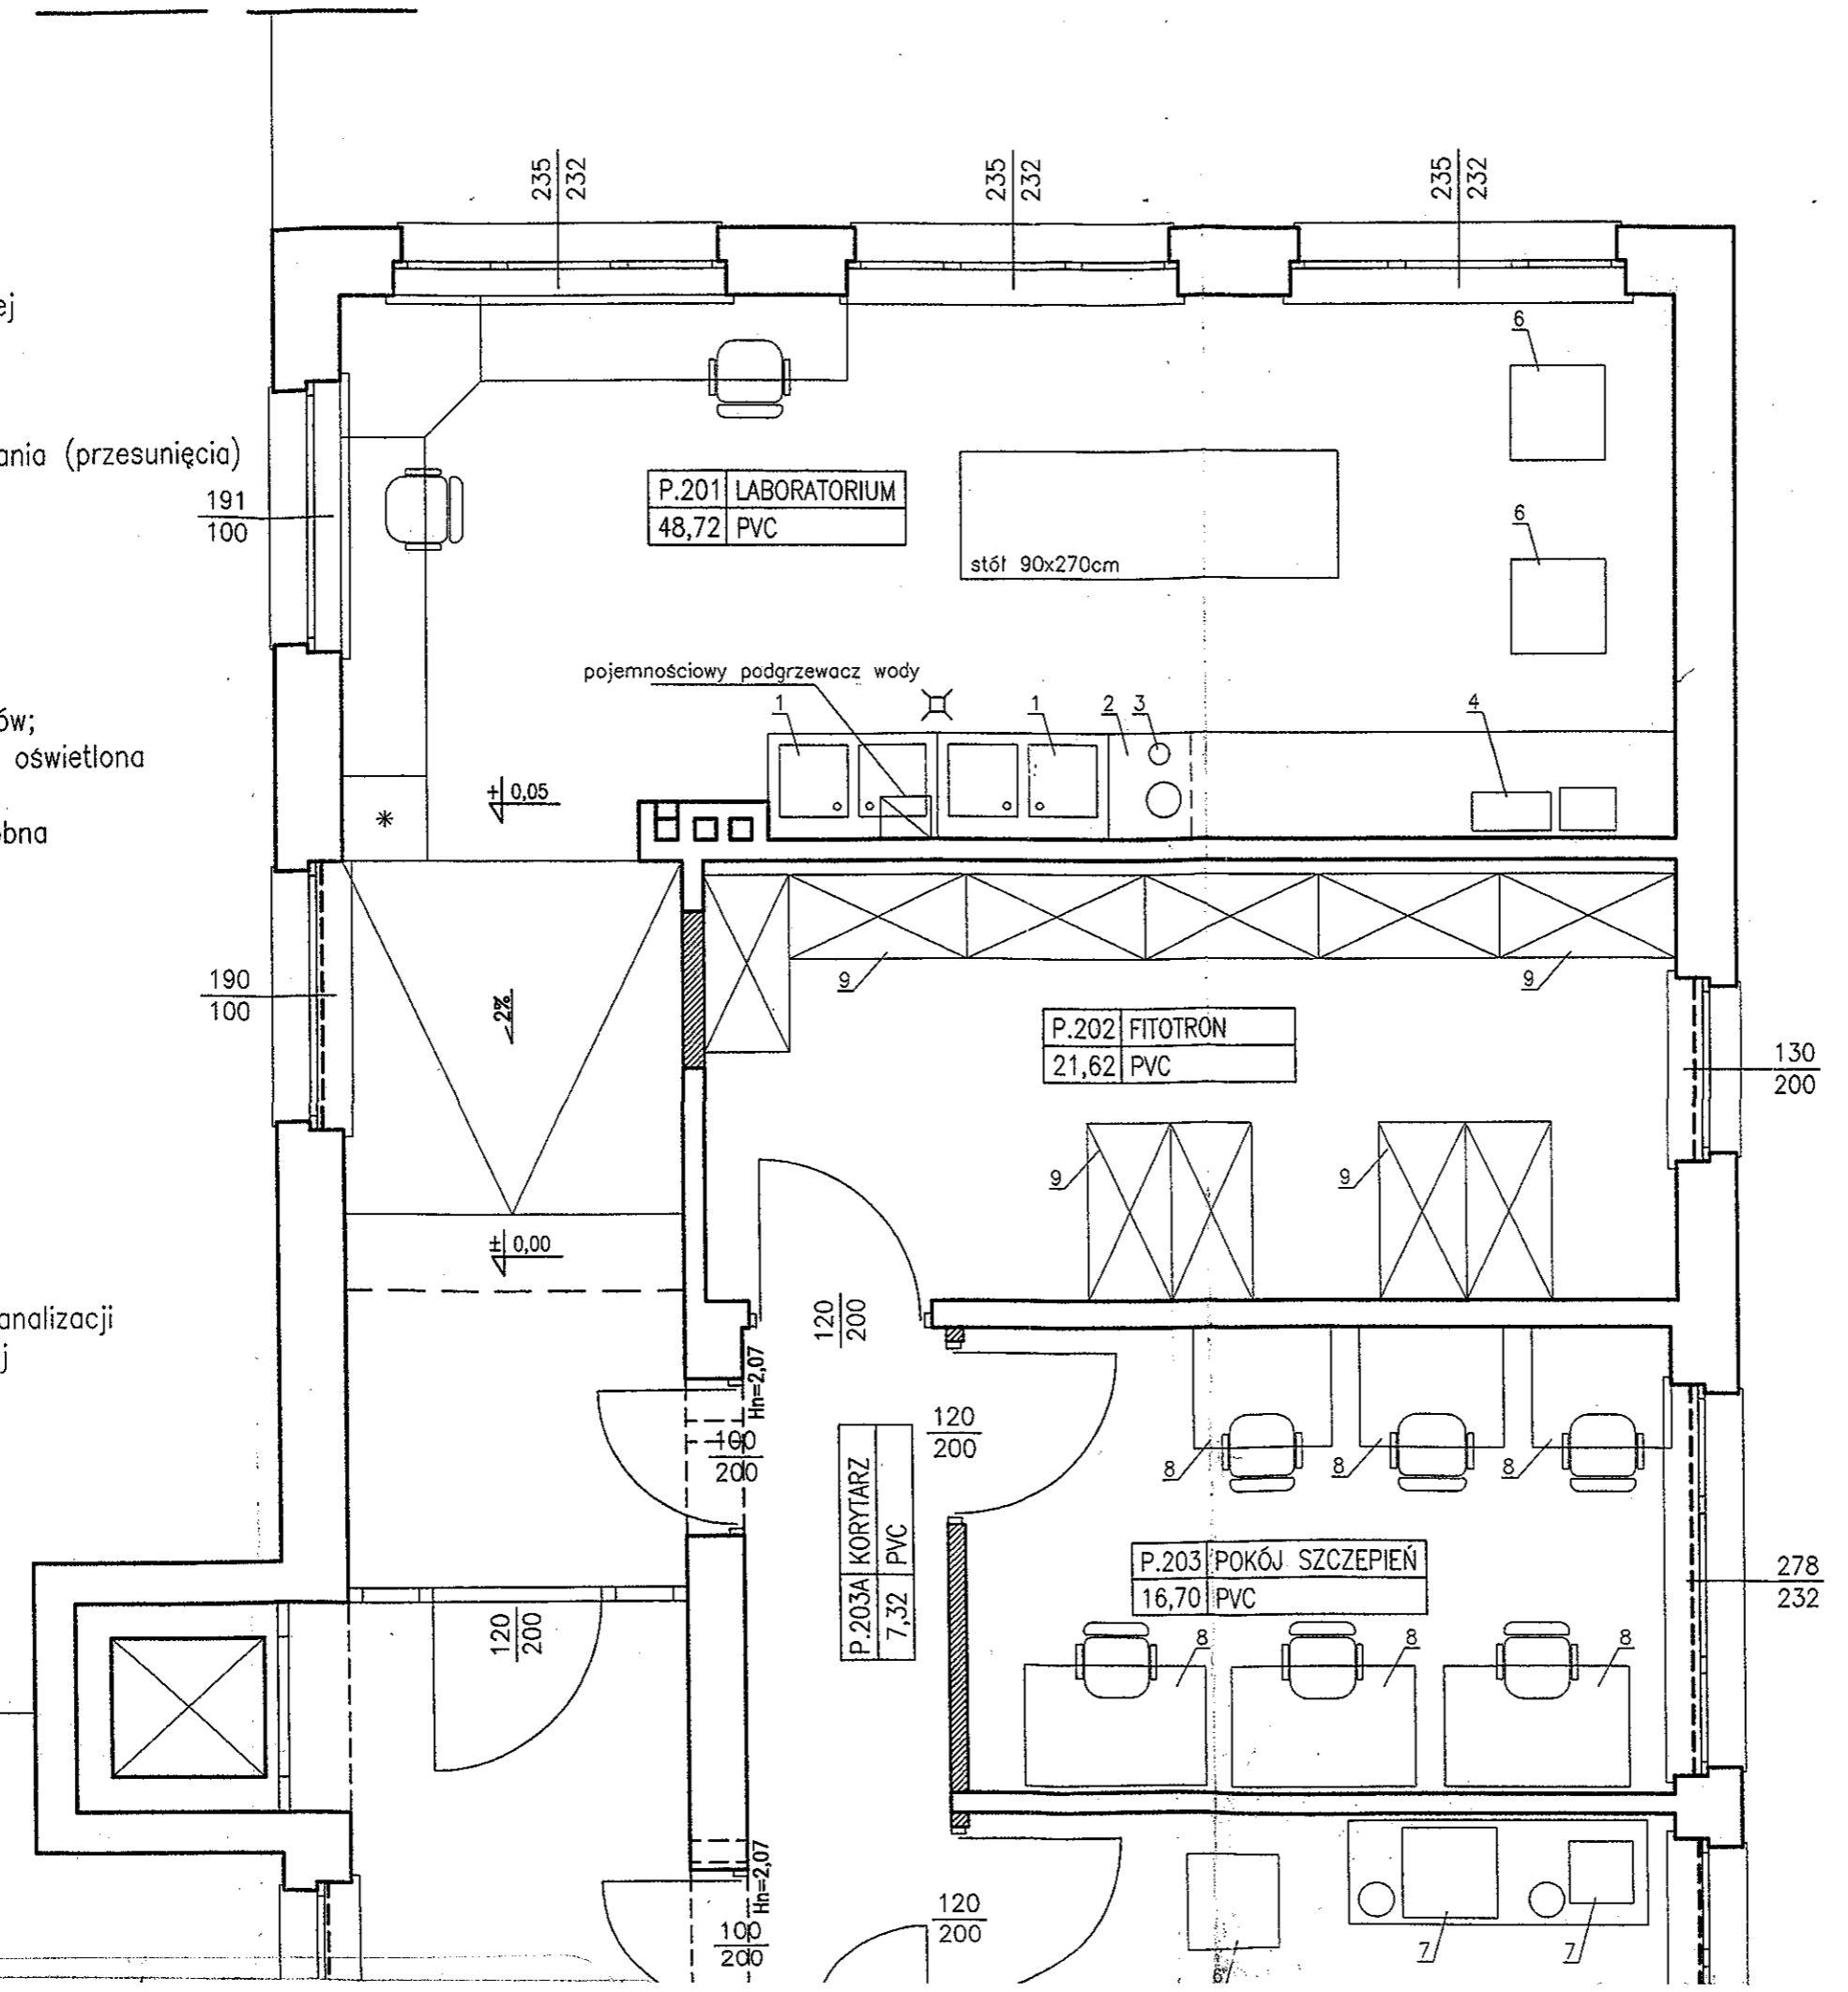 235
232
235
232
235
232
ej
6
ania (przesunięcia)
P.201 LABORATORIUM
48,72 PVC
191
100
6
stół 90x270cm
pojemnościowy podgrzewacz wody
ów;
oświetlona
1
1
2
3
4
± 0,05
*
bna
9
9
190
100
2%
P.202 FITOTRON
21,62 PVC
130
200
9
9
± 0,00
analizacji
j
120
200
Hn=2,07
100
200
120
200
8
8
8
P.203A KORYTARZ
7,32 PVC
P.203 POKÓJ SZCZEPIEŃ
16,70 PVC
278
232
120
200
8
8
8
Hn=2,07
100
200
120
200
6
7
7